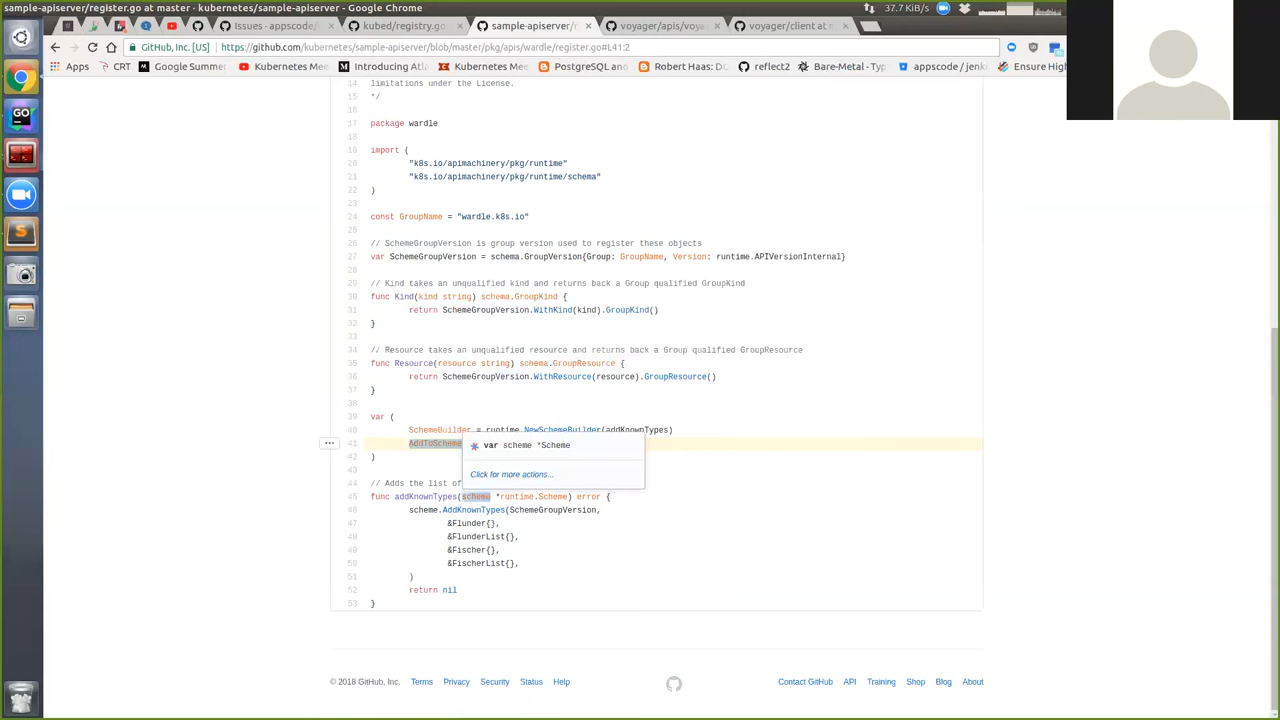 sample-apiserver/register.go at master · kubernetes/sample-apiserver - Google Chrome
37.7 KiB/s
Issues - appscode/
kubed/registry.go
sample-apiserver/
voyager/apis/voya
voyager/client at m
GitHub, Inc. [US]
https://github.com/kubernetes/sample-apiserver/blob/master/pkg/apis/wardle/register.go#L41:2
Apps
CRT
Google Summer
Kubernetes Mee
Introducing Atla
Kubernetes Mee
PostgreSQL and
Robert Haas: Do
reflect2
Bare-Metal - Typ
appscode / jenki
Ensure High
14 limitations under the License.
15 */
16
17 package wardle
18
19 import (
20 "k8s.io/apimachinery/pkg/runtime"
21 "k8s.io/apimachinery/pkg/runtime/schema"
22 )
23
24 const GroupName = "wardle.k8s.io"
25
26 // SchemeGroupVersion is group version used to register these objects
27 var SchemeGroupVersion = schema.GroupVersion{Group: GroupName, Version: runtime.APIVersionInternal}
28
29 // Kind takes an unqualified kind and returns back a Group qualified GroupKind
30 func Kind(kind string) schema.GroupKind {
31 return SchemeGroupVersion.WithKind(kind).GroupKind()
32 }
33
34 // Resource takes an unqualified resource and returns back a Group qualified GroupResource
35 func Resource(resource string) schema.GroupResource {
36 return SchemeGroupVersion.WithResource(resource).GroupResource()
37 }
38
39 var (
40 SchemeBuilder = runtime.NewSchemeBuilder(addKnownTypes)
41 AddToScheme
var scheme *Scheme
Click for more actions...
42 )
43
44 // Adds the list of
45 func addKnownTypes(scheme *runtime.Scheme) error {
46 scheme.AddKnownTypes(SchemeGroupVersion,
47 &Flunder{},
48 &FlunderList{},
49 &Fischer{},
50 &FischerList{},
51 )
52 return nil
53 }
© 2018 GitHub, Inc. Terms Privacy Security Status Help
Contact GitHub API Training Shop Blog About